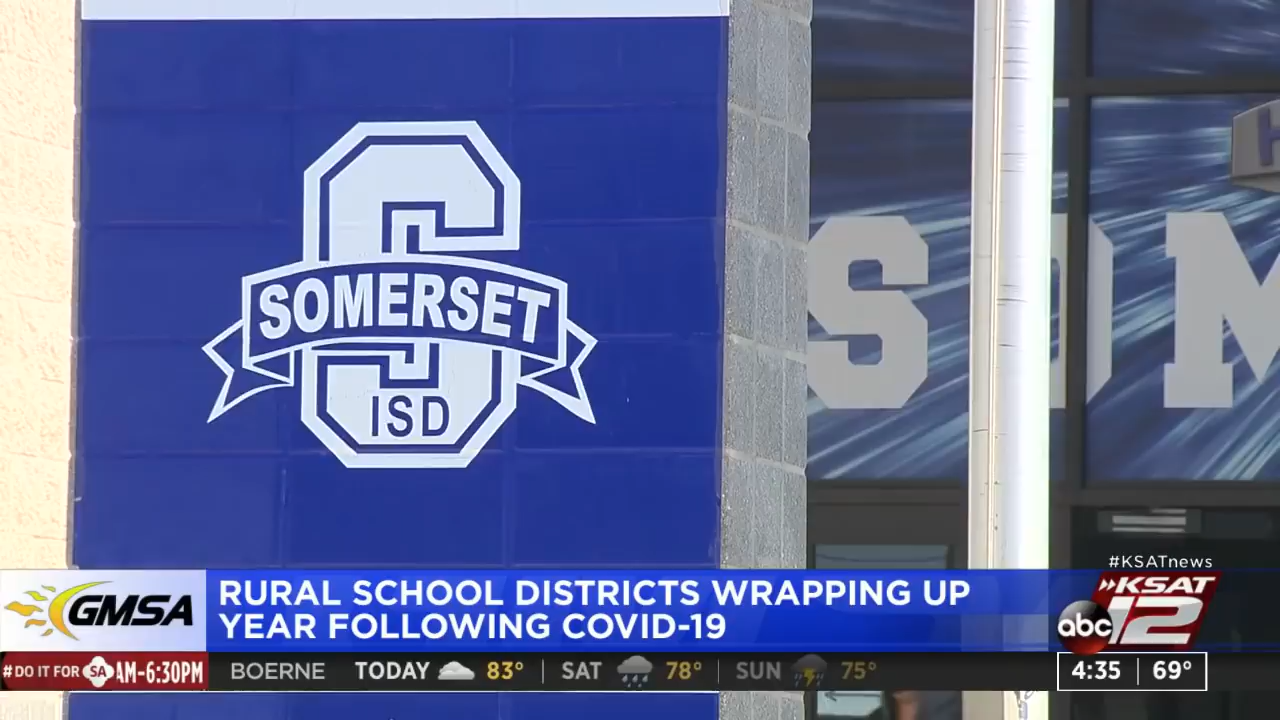 SOMERSET
ISD
SOM
#KSATnews
GMSA
RURAL SCHOOL DISTRICTS WRAPPING UP
YEAR FOLLOWING COVID-19
KSAT
abc 12
#DO IT FOR SA AM-6:30PM BOERNE TODAY 83° SAT 78° SUN 75° 4:35 69°